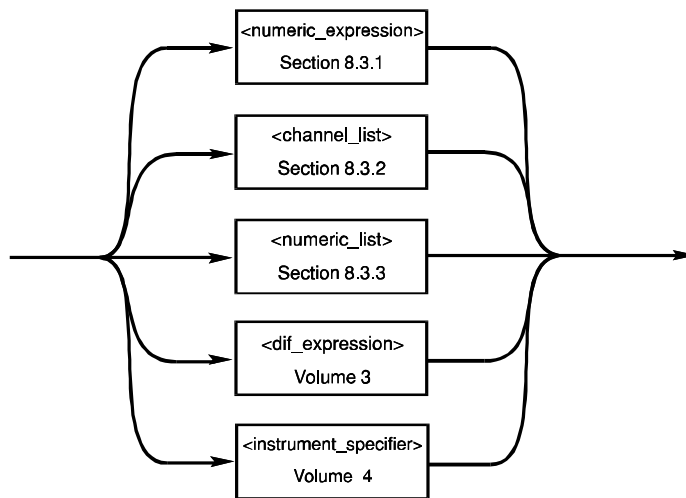 <numeric_expression>
Section 8.3.1
<channel_list>
Section 8.3.2
<numeric_list>
Section 8.3.3
<dif_expression>
Volume 3
<instrument_specifier>
Volume 4